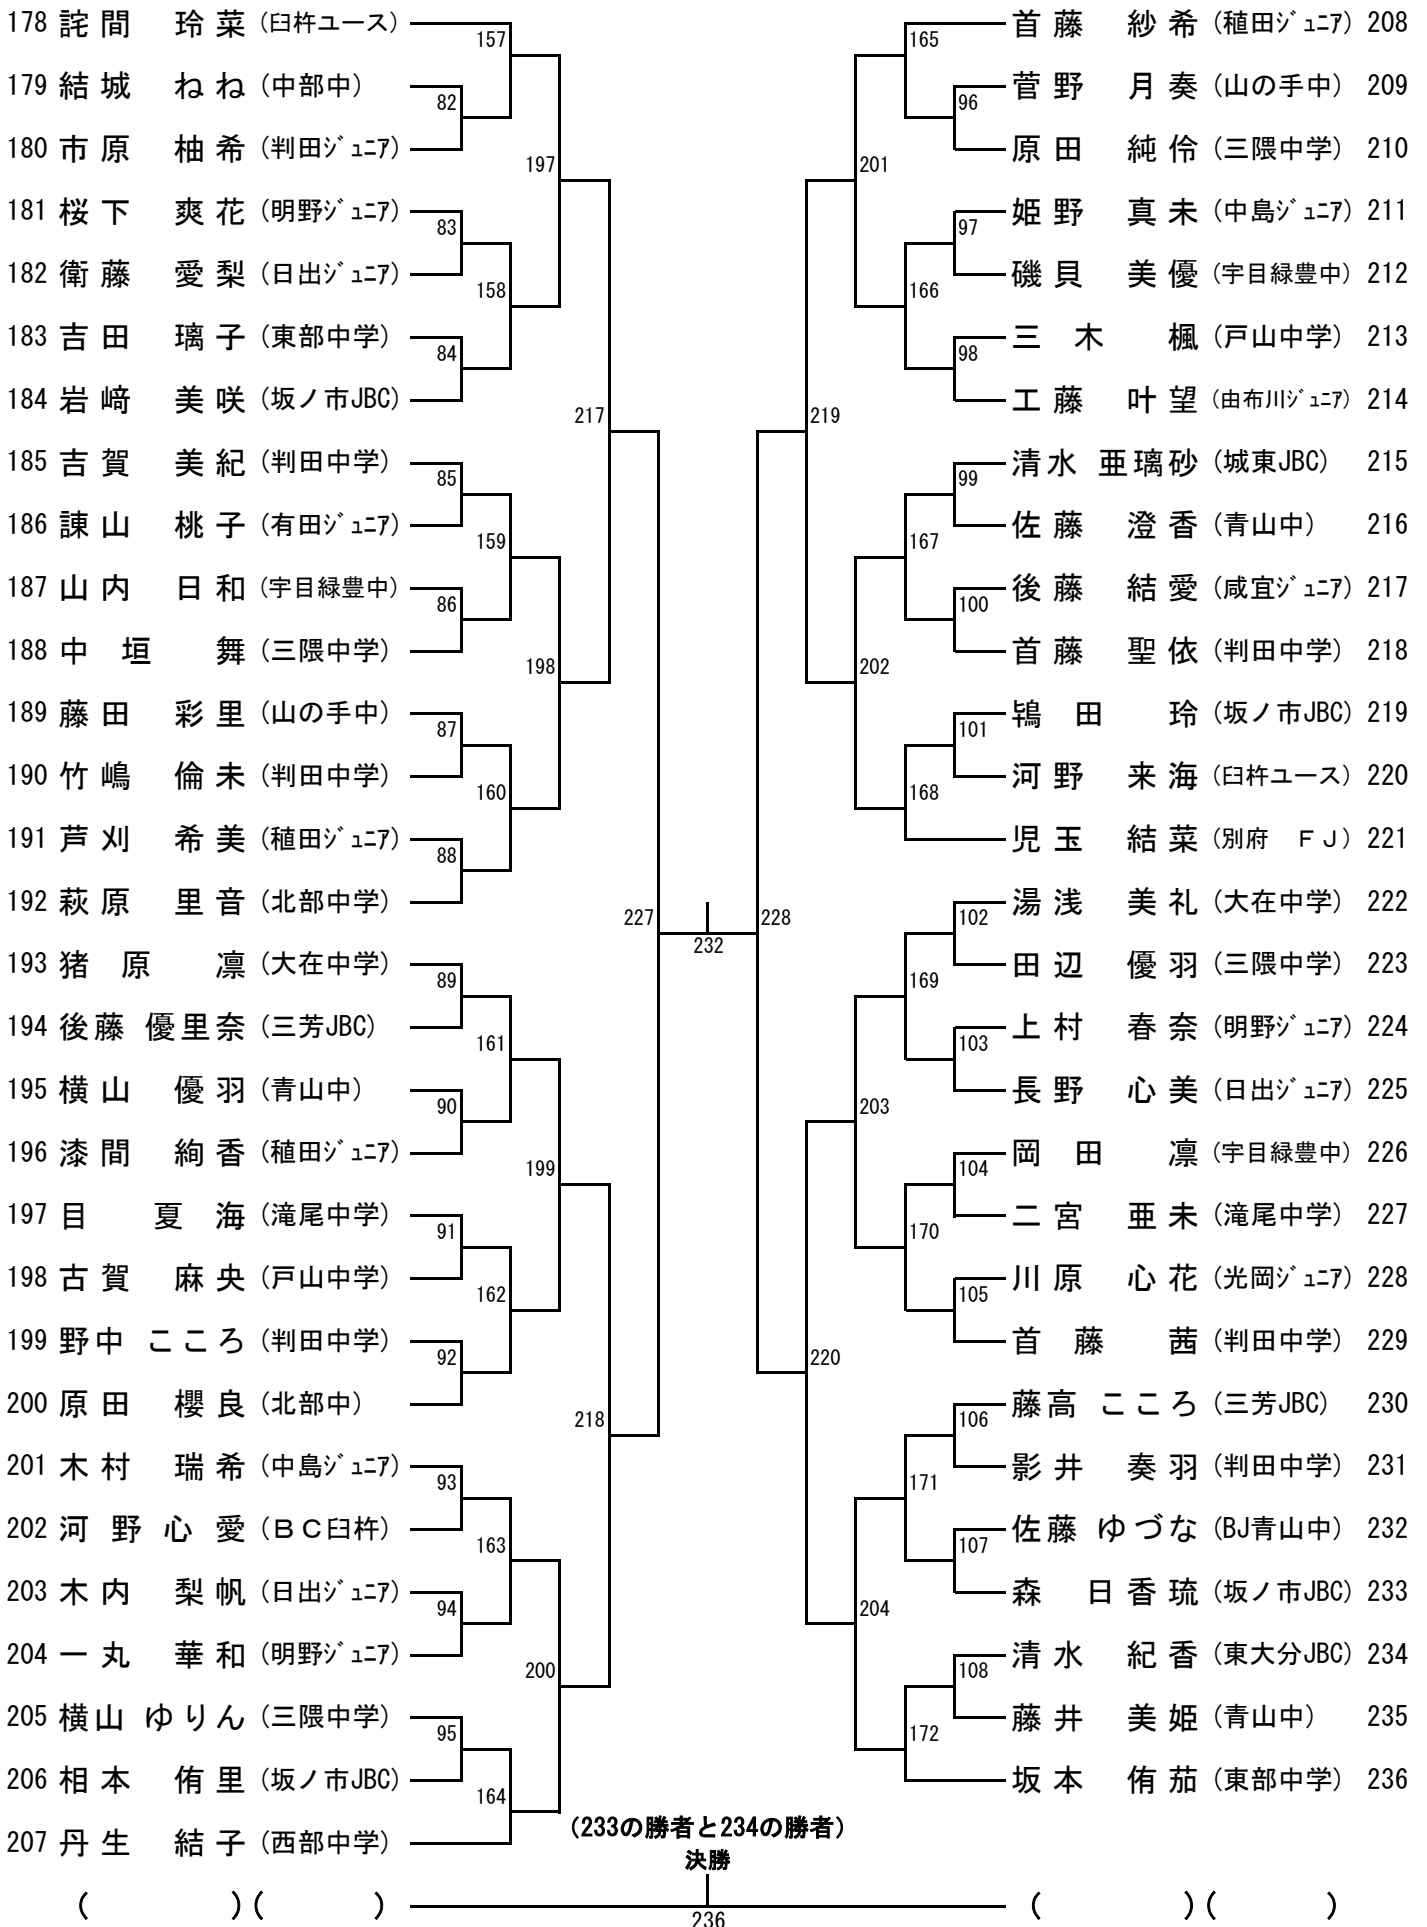 178 詫間 玲菜 (臼杵ユース)
179 結城 ねね (中部中)
180 市原 柚希 (判田ジュニア)
181 桜下 爽花 (明野ジュニア)
182 衛藤 愛梨 (日出ジュニア)
183 吉田 璃子 (東部中学)
184 岩﨑 美咲 (坂ノ市JBC)
185 吉賀 美紀 (判田中学)
186 諌山 桃子 (有田ジュニア)
187 山内 日和 (宇目緑豊中)
188 中垣 舞 (三隈中学)
189 藤田 彩里 (山の手中)
190 竹嶋 倫未 (判田中学)
191 芦刈 希美 (稙田ジュニア)
192 萩原 里音 (北部中学)
193 猪原 凛 (大在中学)
194 後藤 優里奈 (三芳JBC)
195 横山 優羽 (青山中)
196 漆間 絢香 (稙田ジュニア)
197 目 夏海 (滝尾中学)
198 古賀 麻央 (戸山中学)
199 野中 こころ (判田中学)
200 原田 櫻良 (北部中)
201 木村 瑞希 (中島ジュニア)
202 河野心愛 (BC臼杵)
203 木内 梨帆 (日出ジュニア)
204 一丸 華和 (明野ジュニア)
205 横山 ゆりん (三隈中学)
206 相本 侑里 (坂ノ市JBC)
207 丹生 結子 (西部中学)
157
82
197
83
158
84
217
85
159
86
198
87
160
88
227
89
161
90
199
91
162
92
218
93
163
94
200
95
164
232
165
96
201
97
166
98
219
99
167
100
202
101
168
228
102
169
103
203
104
170
105
220
106
171
107
204
108
172
首藤 紗希 (稙田ジュニア) 208
菅野 月奏 (山の手中) 209
原田 純伶 (三隈中学) 210
姫野 真未 (中島ジュニア) 211
磯貝 美優 (宇目緑豊中) 212
三木 楓 (戸山中学) 213
工藤 叶望 (由布川ジュニア) 214
清水 亜璃砂 (城東JBC) 215
佐藤 澄香 (青山中) 216
後藤 結愛 (咸宜ジュニア) 217
首藤 聖依 (判田中学) 218
鴇田 玲 (坂ノ市JBC) 219
河野 来海 (臼杵ユース) 220
児玉 結菜 (別府 FJ) 221
湯浅 美礼 (大在中学) 222
田辺 優羽 (三隈中学) 223
上村 春奈 (明野ジュニア) 224
長野 心美 (日出ジュニア) 225
岡田 凛 (宇目緑豊中) 226
二宮 亜未 (滝尾中学) 227
川原 心花 (光岡ジュニア) 228
首藤 茜 (判田中学) 229
藤高 こころ (三芳JBC) 230
影井 奏羽 (判田中学) 231
佐藤 ゆづな (BJ青山中) 232
森 日香琉 (坂ノ市JBC) 233
清水 紀香 (東大分JBC) 234
藤井 美姫 (青山中) 235
坂本 侑茄 (東部中学) 236
(233の勝者と234の勝者)
決勝
( ) ( ) ( ) ( )
236